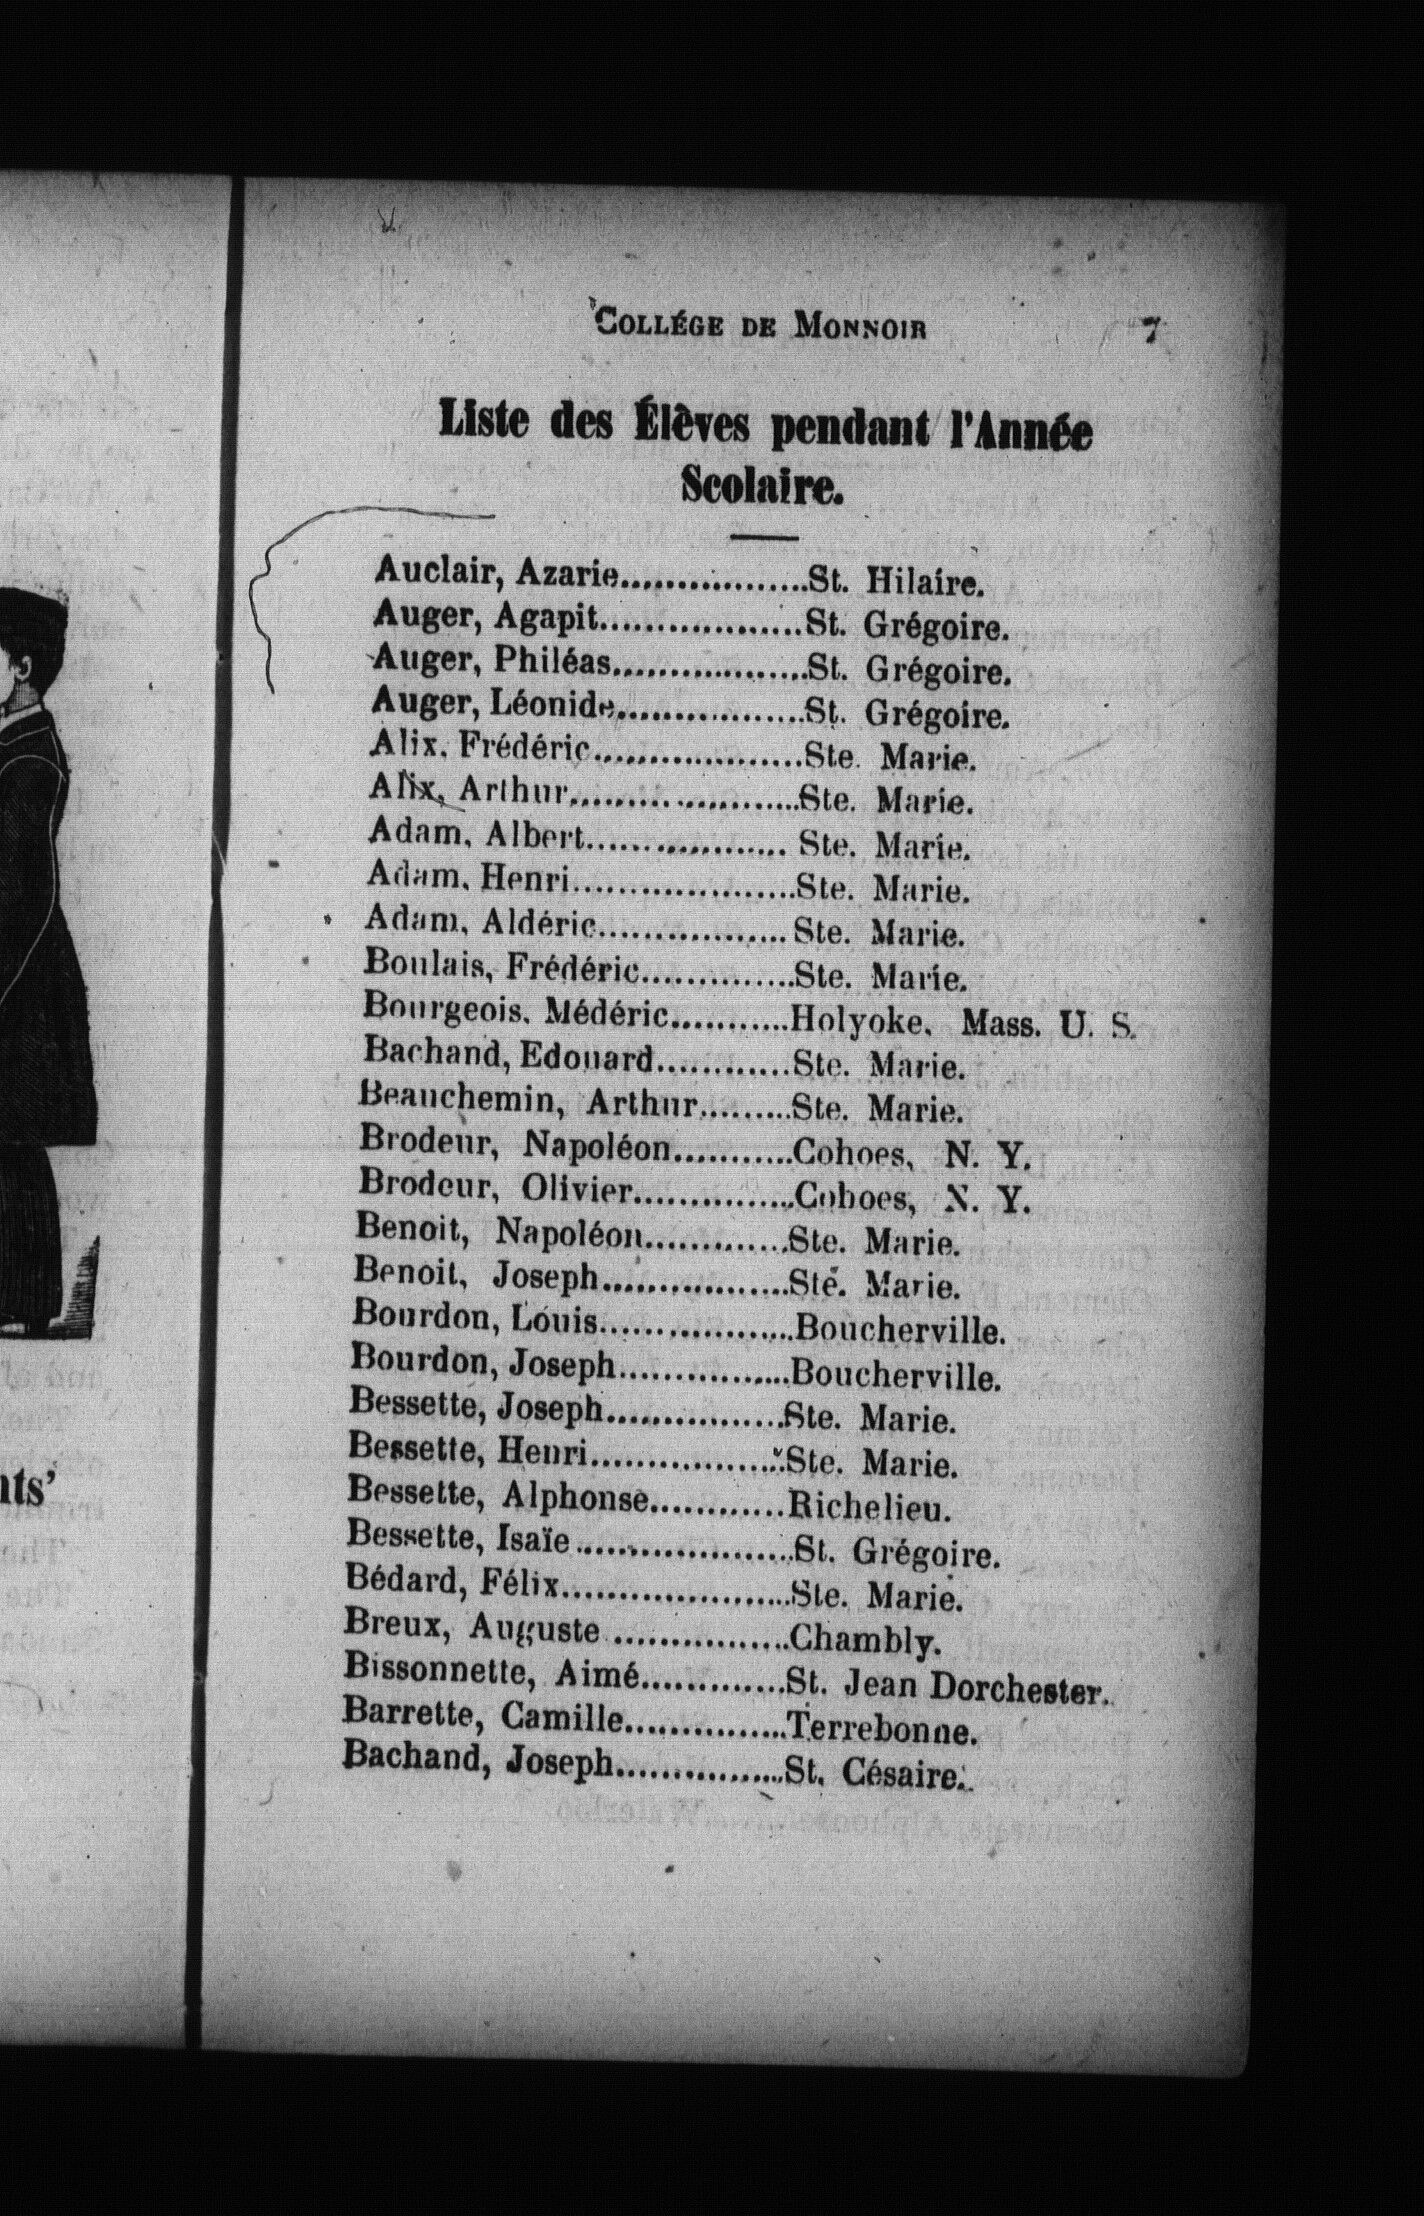 COLLÉGE DE MONNOIR 7
Liste des Élèves pendant l'Année
Scolaire.
Auclair, Azarie.................St. Hilaire.
Auger, Agapit..................St. Grégoire.
Auger, Philéas.................St. Grégoire.
Auger, Léonide.................St. Grégoire.
Alix, Frédéric..................Ste. Marie.
Alix, Arthur....................Ste. Marie.
Adam, Albert.................. Ste. Marie.
Adam, Henri....................Ste. Marie.
Adam, Aldéric................. Ste. Marie.
Boulais, Frédéric..............Ste. Marie.
Bourgeois, Médéric...........Holyoke, Mass. U. S.
Bachand, Edouard............Ste. Marie.
Beauchemin, Arthur.........Ste. Marie.
Brodeur, Napoléon...........Cohoes, N. Y.
Brodeur, Olivier..............Cohoes, N. Y.
Benoit, Napoléon.............Ste. Marie.
Benoit, Joseph.................Ste. Marie.
Bourdon, Louis..................Boucherville.
Bourdon, Joseph...............Boucherville.
Bessette, Joseph................Ste. Marie.
Bessette, Henri..................Ste. Marie.
Bessette, Alphonse............Richelieu.
Bessette, Isaïe....................St. Grégoire.
Bédard, Félix.....................Ste. Marie.
Breux, Auguste................Chambly.
Bissonnette, Aimé.............St. Jean Dorchester.
Barrette, Camille...............Terrebonne.
Bachand, Joseph...............St. Césaire.
nts'